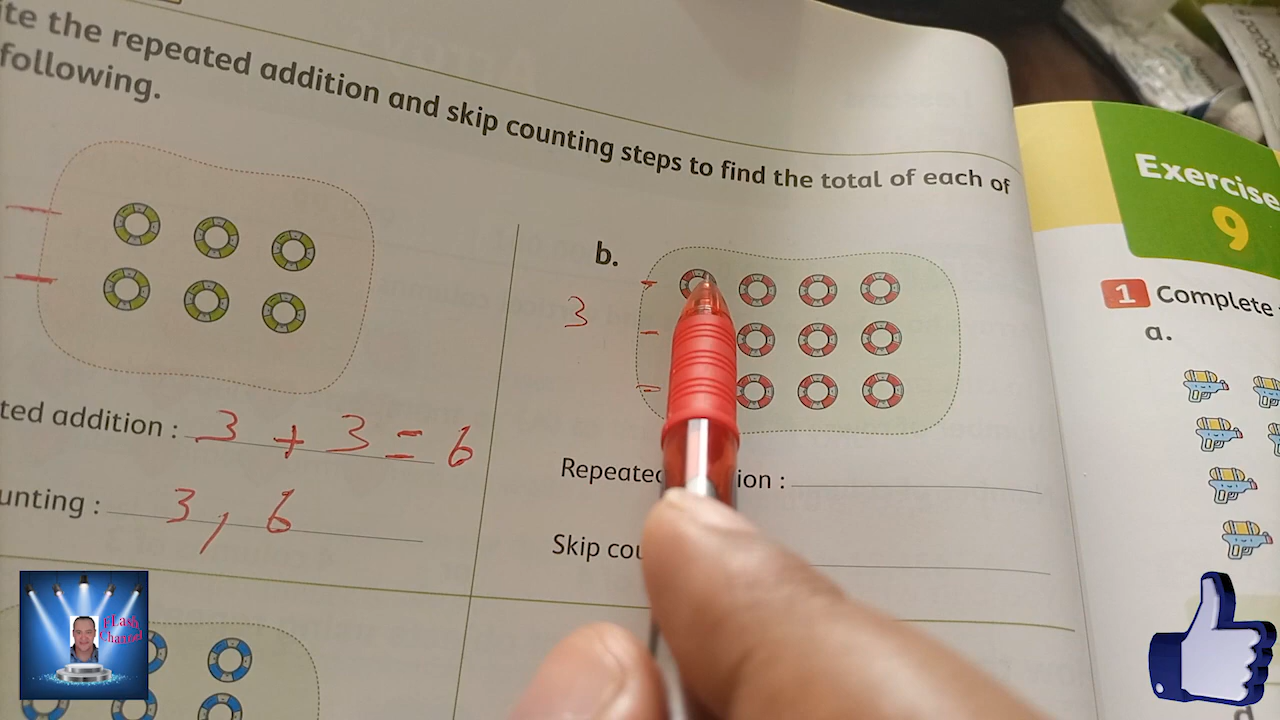 ite the repeated addition and skip counting steps to find the total of each of
following.
b.
3
ted addition : 3 + 3 = 6
unting : 3, 6
Repeated ion :
Skip cou
Exercise
9
1 Complete
a.
FLash
Channel